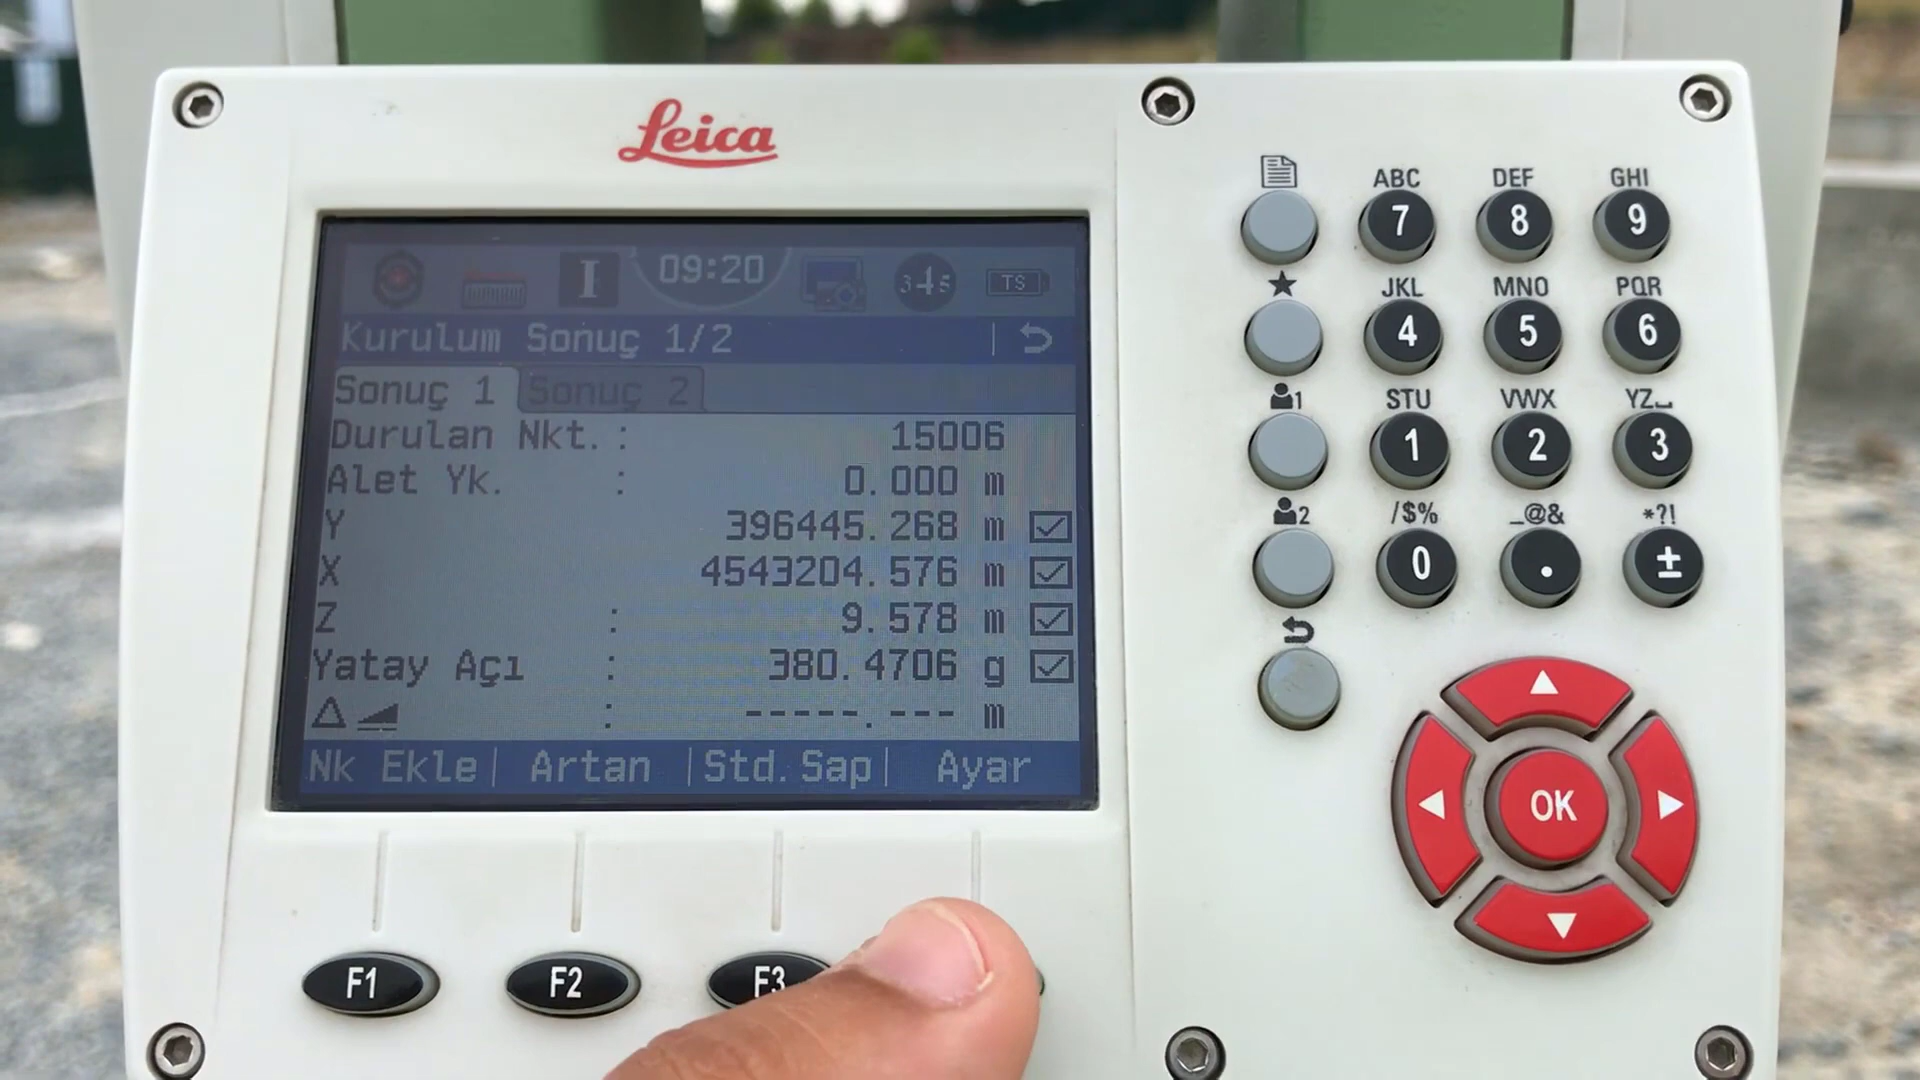 Leica
09:20
I
345
TS
Kurulum Sonuç 1/2
Sonuç 1 Sonuç 2
Durulan Nkt. : 15006
Alet Yk. : 0.000 m
Y 396445.268 m
X 4543204.576 m
Z : 9.578 m
Yatay Açı : 380.4706 g
: -----.--- m
Nk Ekle| Artan |Std.Sap| Ayar
F1 F2 F3
ABC DEF GHI
7 8 9
JKL MNO PQR
4 5 6
1 STU VWX YZ⎵
1 2 3
2 /$% _@& *?!
0 . ±
OK